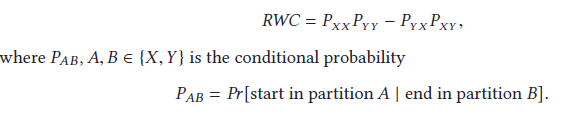 RWC = P_{XX}P_{YY} − P_{YX}P_{XY},
where P_{AB}, A, B ∈ {X, Y} is the conditional probability
P_{AB} = Pr[start in partition A | end in partition B].